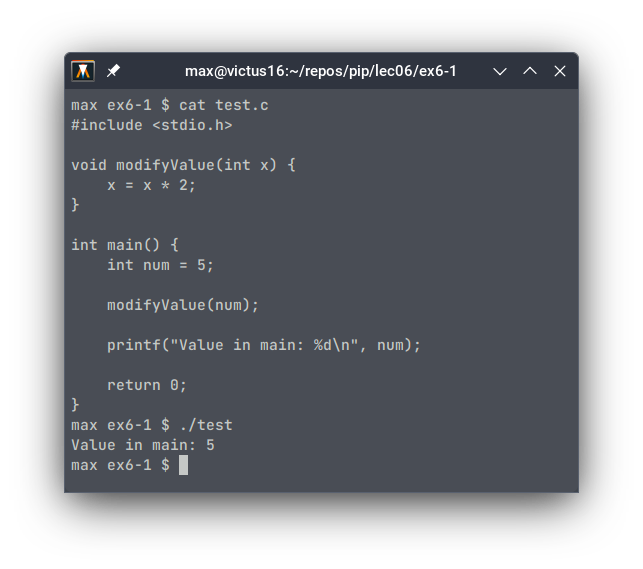 max@victus16:~/repos/pip/lec06/ex6-1
max ex6-1 $ cat test.c
#include <stdio.h>

void modifyValue(int x) {
    x = x * 2;
}

int main() {
    int num = 5;

    modifyValue(num);

    printf("Value in main: %d\n", num);

    return 0;
}
max ex6-1 $ ./test
Value in main: 5
max ex6-1 $